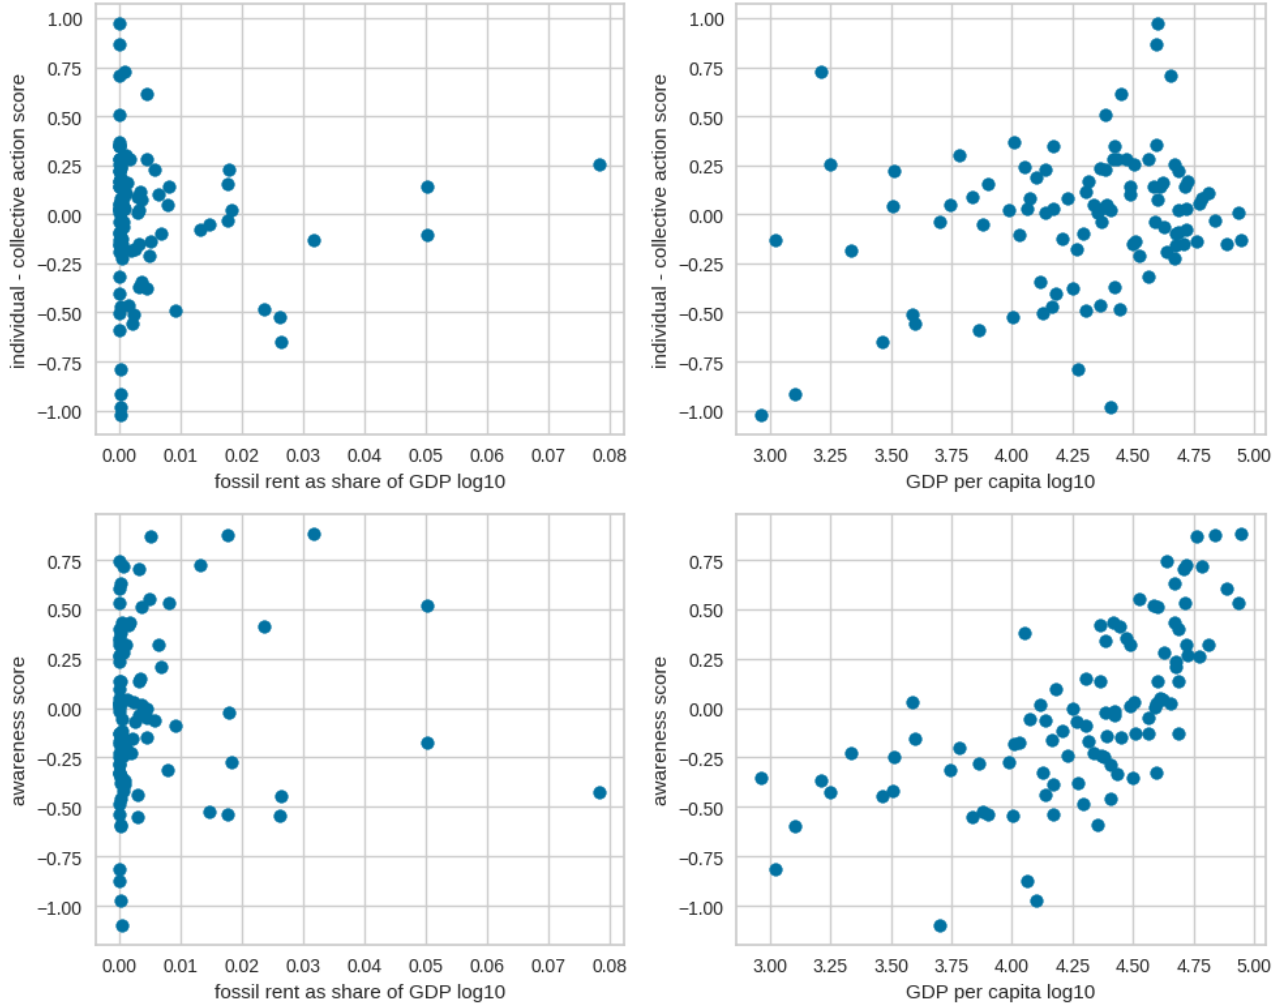 1.00
0.75
0.50
0.25
0.00
−0.25
−0.50
−0.75
−1.00
individual - collective action score
0.00 0.01 0.02 0.03 0.04 0.05 0.06 0.07 0.08
fossil rent as share of GDP log10
1.00
0.75
0.50
0.25
0.00
−0.25
−0.50
−0.75
−1.00
individual - collective action score
3.00 3.25 3.50 3.75 4.00 4.25 4.50 4.75 5.00
GDP per capita log10
0.75
0.50
0.25
0.00
−0.25
−0.50
−0.75
−1.00
awareness score
0.00 0.01 0.02 0.03 0.04 0.05 0.06 0.07 0.08
fossil rent as share of GDP log10
0.75
0.50
0.25
0.00
−0.25
−0.50
−0.75
−1.00
awareness score
3.00 3.25 3.50 3.75 4.00 4.25 4.50 4.75 5.00
GDP per capita log10